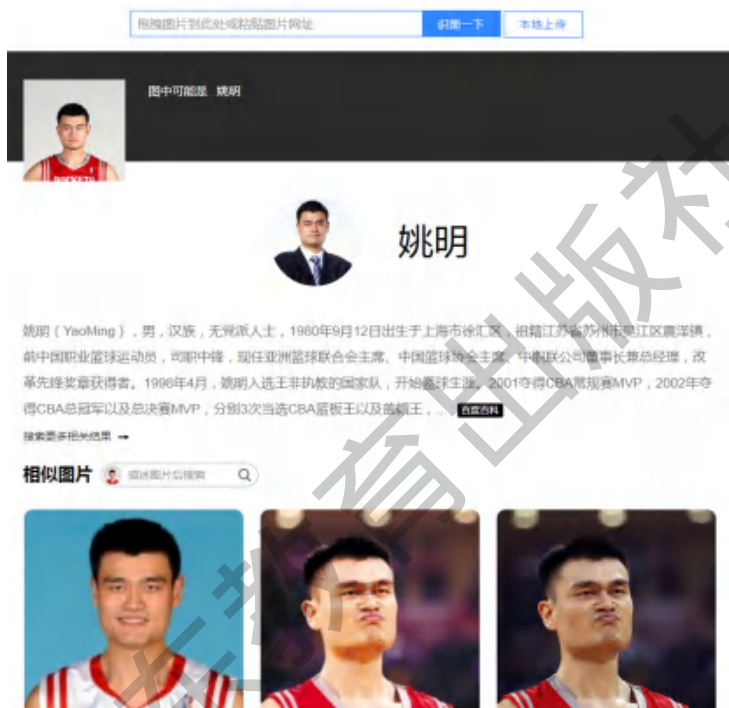 拖拽图片到此处或粘贴图片网址
识图一下
本地上传
图中可能是 姚明
ROCKETS
姚明
姚明（YaoMing），男，汉族，无党派人士，1980年9月12日出生于上海市徐汇区，祖籍江苏省苏州市吴江区震泽镇，
前中国职业篮球运动员，司职中锋，现任亚洲篮球联合会主席、中国篮球协会主席、中职联公司董事长兼总经理，改
革先锋奖章获得者。1998年4月，姚明入选王非执教的国家队，开始篮球生涯。2001夺得CBA常规赛MVP，2002年夺
得CBA总冠军以及总决赛MVP，分别3次当选CBA篮板王以及盖帽王，... 百度百科
搜索更多相关结果 →
相似图片
描述图片后搜索
教育出版社